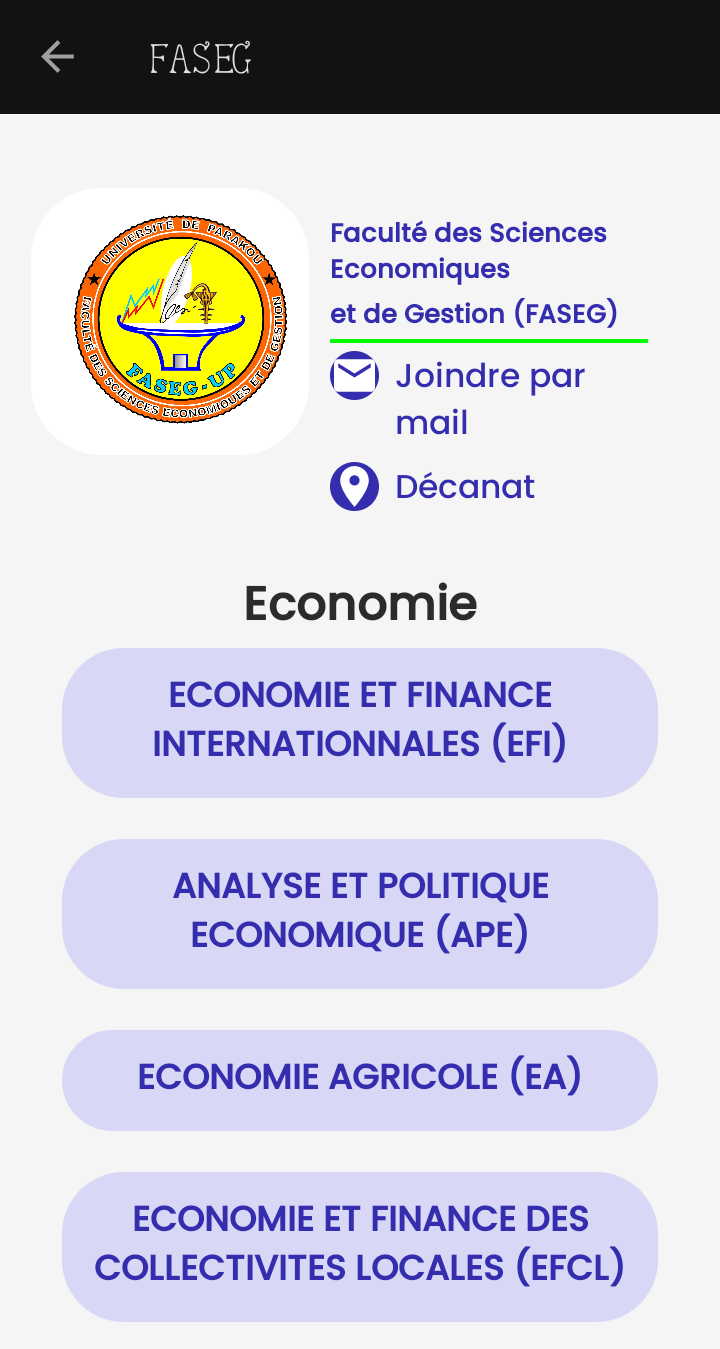 FASEG
UNIVERSITE DE PARAKOU
FACULTÉ DES SCIENCES ECONOMIQUES ET DE GESTION
FASEG-UP
Faculté des Sciences
Economiques
et de Gestion (FASEG)
Joindre par
mail
Décanat
Economie
ECONOMIE ET FINANCE
INTERNATIONNALES (EFI)
ANALYSE ET POLITIQUE
ECONOMIQUE (APE)
ECONOMIE AGRICOLE (EA)
ECONOMIE ET FINANCE DES
COLLECTIVITES LOCALES (EFCL)